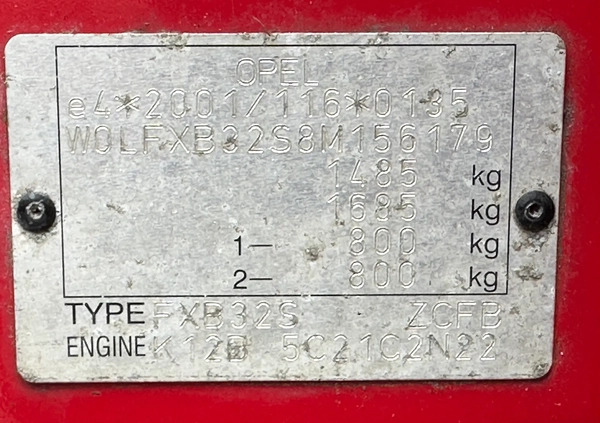 OPEL
e4*2001/116*0135
W0LFXB32S8M156179
1485 kg
1685 kg
1— 800 kg
2— 800 kg
TYPE FXB32S ZCFB
ENGINE K12B 5C21C2N22